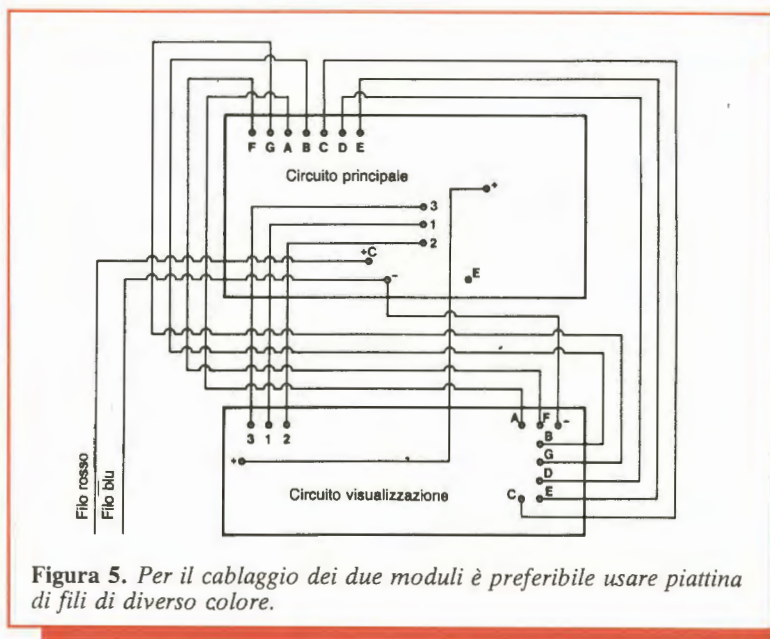 F G A B C D E
Circuito principale
+
3
1
2
+C
-
E
A F -
3 1 2
B
G
+
D
C E
Circuito visualizzazione
Filo rosso
Filo blu
Figura 5. Per il cablaggio dei due moduli è preferibile usare piattina
di fili di diverso colore.